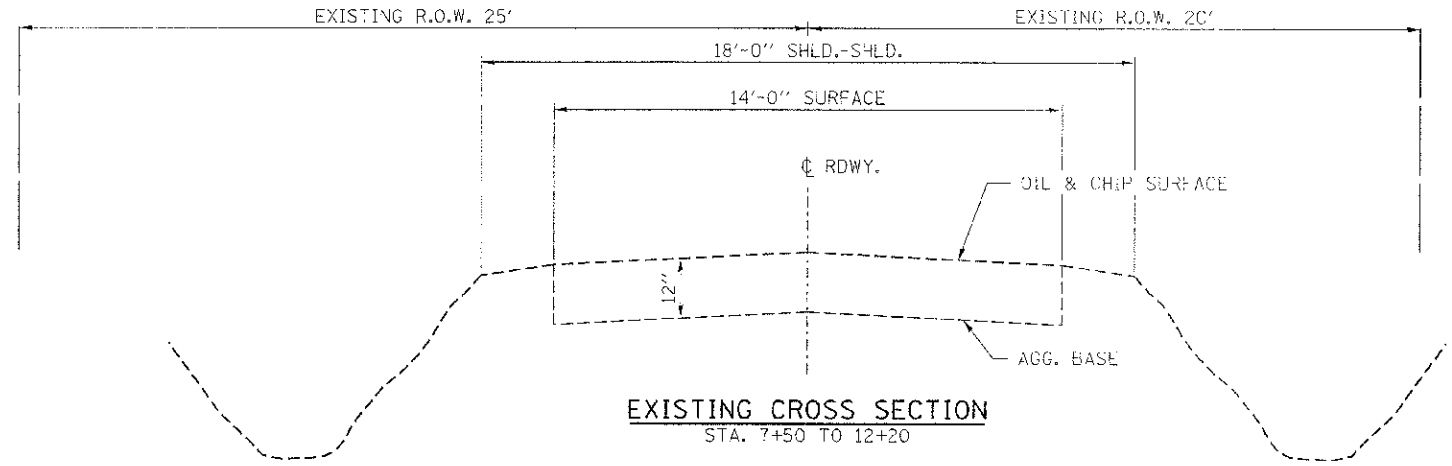 EXISTING R.O.W. 25'
EXISTING R.O.W. 20'
18'-0" SHLD.-SHLD.
14'-0" SURFACE
℄ RDWY.
OIL & CHIP SURFACE
12"
AGG. BASE
EXISTING CROSS SECTION
STA. 7+50 TO 12+20